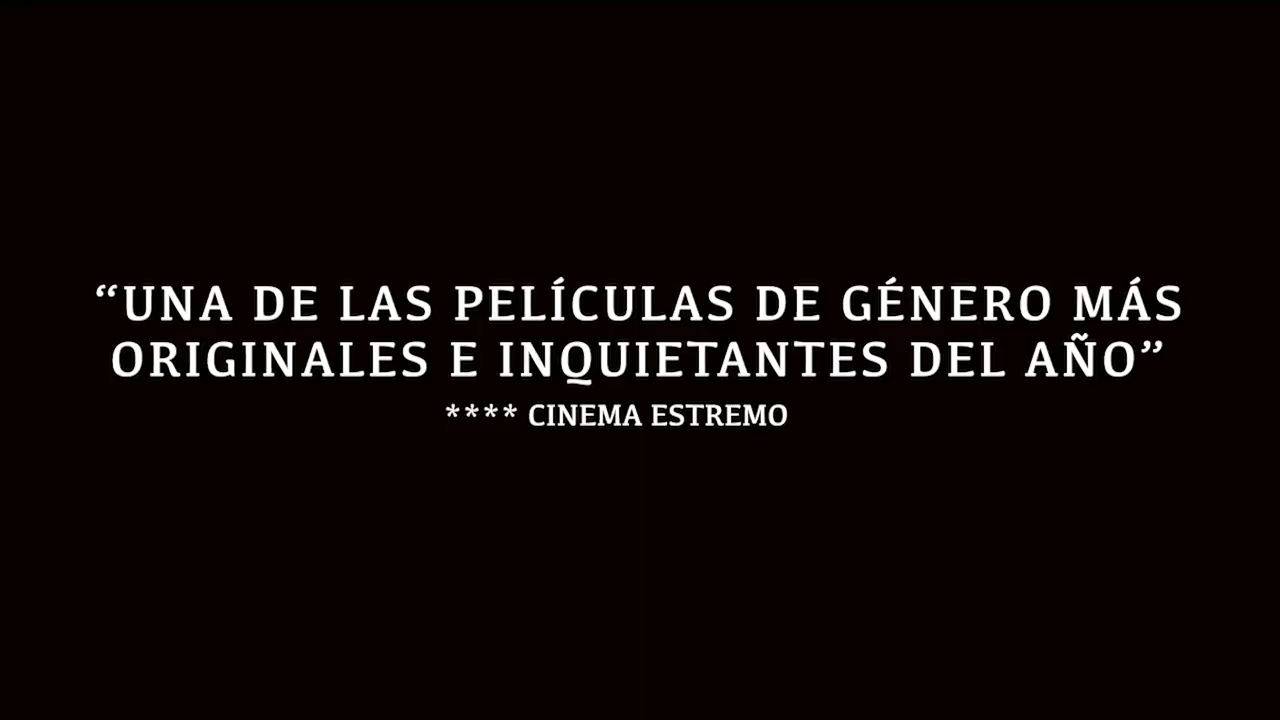 “UNA DE LAS PELÍCULAS DE GÉNERO MÁS
ORIGINALES E INQUIETANTES DEL AÑO”
**** CINEMA ESTREMO